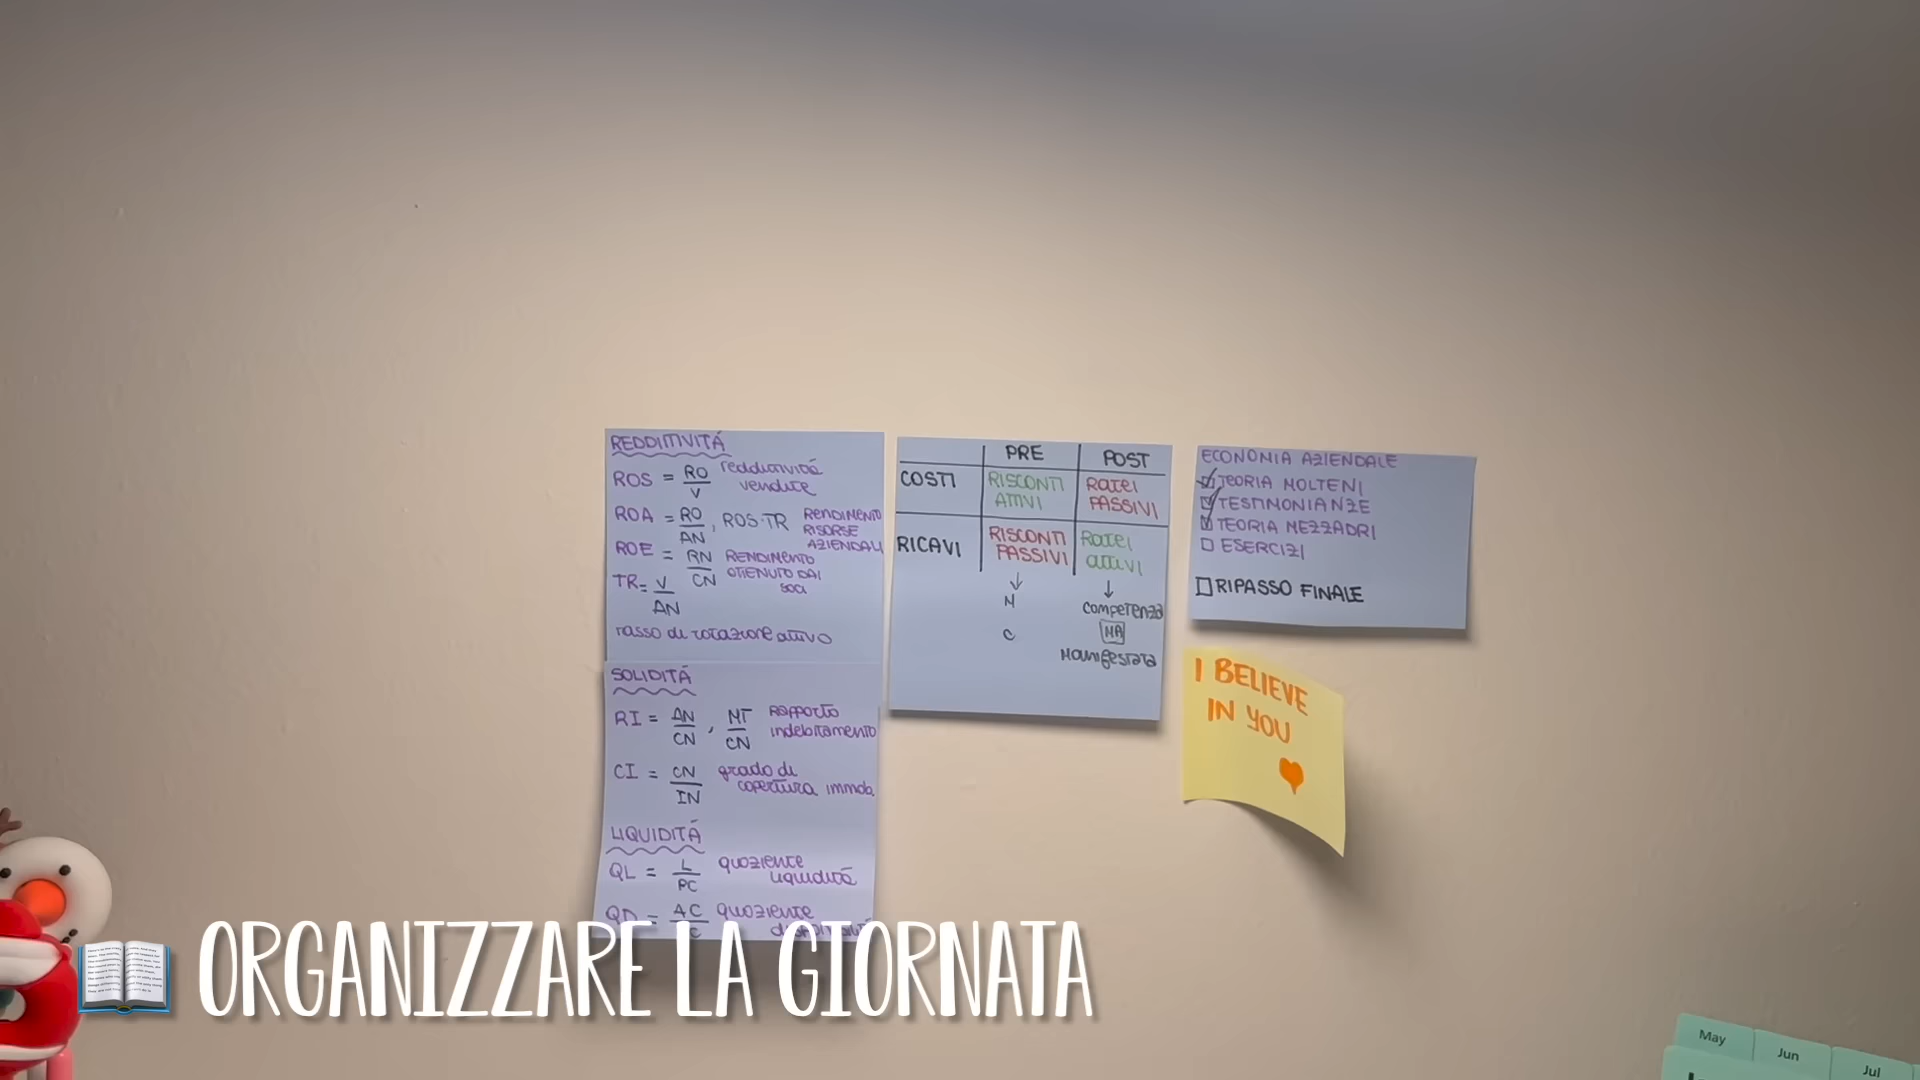 REDDITIVITÁ
ROS = RO/V redditività vendite
ROA = RO/AN, ROS·TR RENDIMENTO RISORSE AZIENDALI
ROE = RN/CN RENDIMENTO OTTENUTO DAI SOCI
TR = V/AN
tasso di rotazione attivo
SOLIDITÁ
RI = AN/CN, MT/CN Rapporto indebitamento
CI = CN/IN grado di copertura immob.
LIQUIDITÁ
QL = L/PC quoziente liquidità
QD = AC quoziente
PRE POST
COSTI RISCONTI ATTIVI Ratei PASSIVI
RICAVI RISCONTI PASSIVI Ratei attivi
↓ ↓
M competenza
C MA
Manifestata
ECONOMIA AZIENDALE
TEORIA MOLTENI
TESTIMONIANZE
TEORIA MEZZADRI
ESERCIZI
RIPASSO FINALE
I BELIEVE
IN YOU
ORGANIZZARE LA GIORNATA
May
Jun
Jul